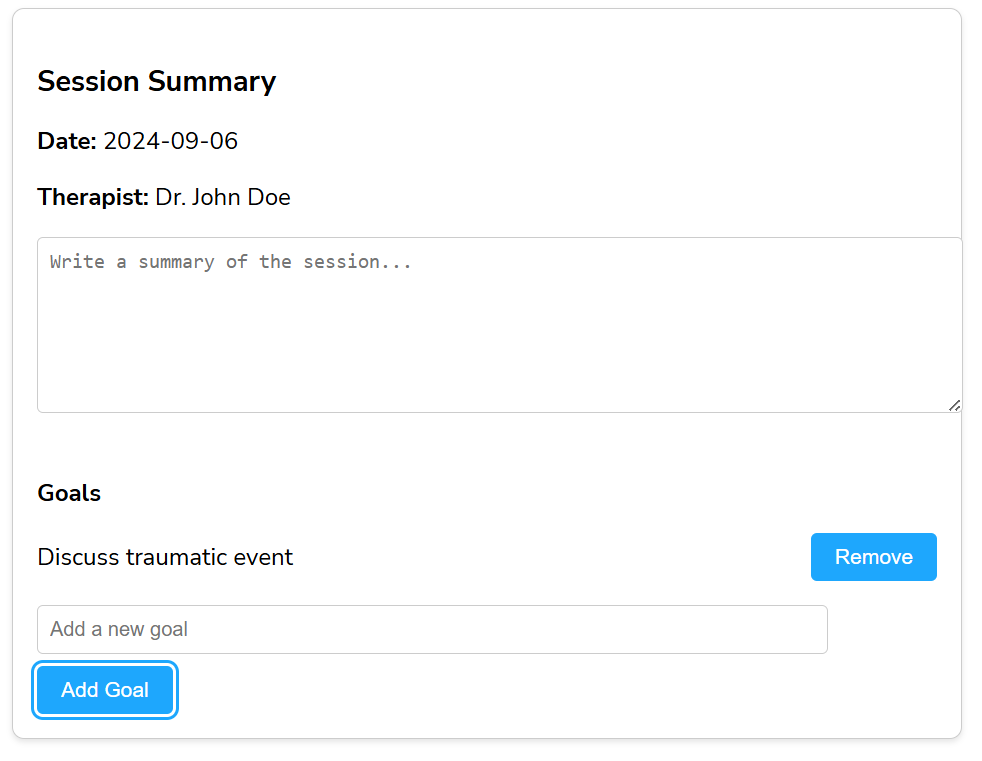 Session Summary
Date: 2024-09-06
Therapist: Dr. John Doe
Write a summary of the session...
Goals
Discuss traumatic event
Remove
Add a new goal
Add Goal